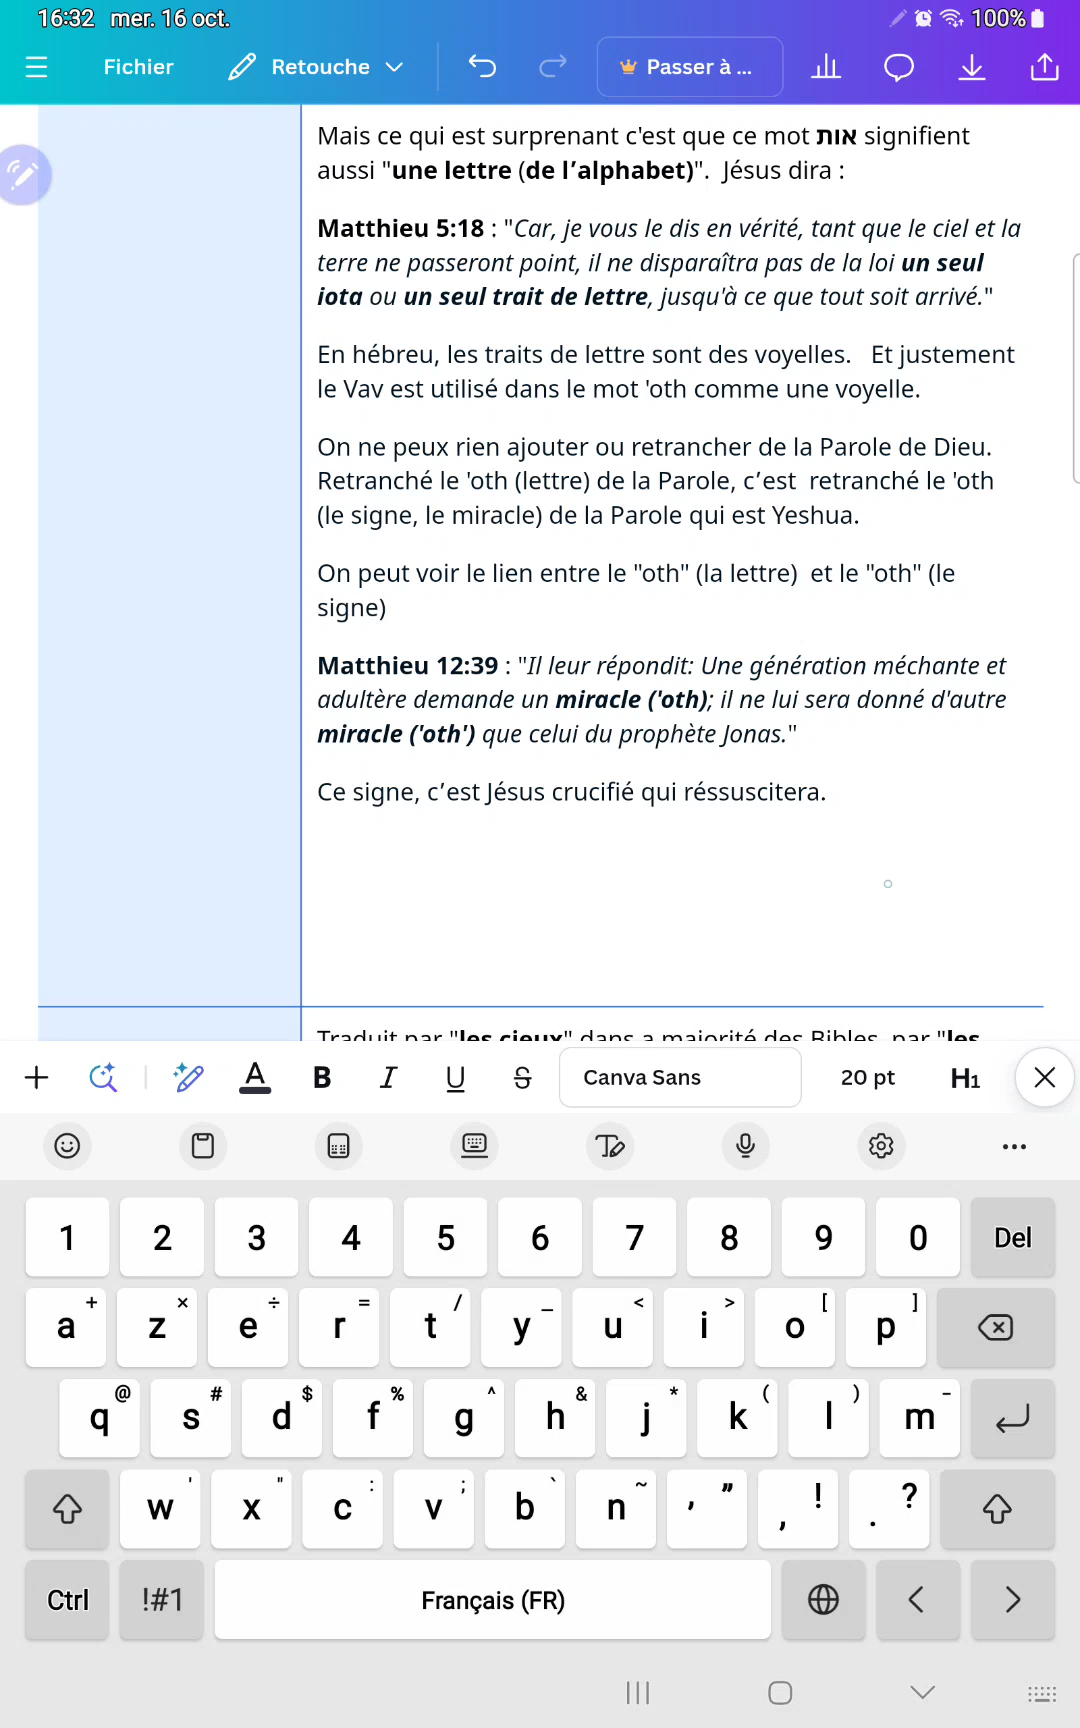 16:32 mer. 16 oct. 100%
Fichier Retouche Passer à ...
Mais ce qui est surprenant c'est que ce mot אות signifient
aussi "une lettre (de l’alphabet)". Jésus dira :
Matthieu 5:18 : "Car, je vous le dis en vérité, tant que le ciel et la
terre ne passeront point, il ne disparaîtra pas de la loi un seul
iota ou un seul trait de lettre, jusqu'à ce que tout soit arrivé."
En hébreu, les traits de lettre sont des voyelles. Et justement
le Vav est utilisé dans le mot 'oth comme une voyelle.
On ne peux rien ajouter ou retrancher de la Parole de Dieu.
Retranché le 'oth (lettre) de la Parole, c’est retranché le 'oth
(le signe, le miracle) de la Parole qui est Yeshua.
On peut voir le lien entre le "oth" (la lettre) et le "oth" (le
signe)
Matthieu 12:39 : "Il leur répondit: Une génération méchante et
adultère demande un miracle ('oth); il ne lui sera donné d'autre
miracle ('oth') que celui du prophète Jonas."
Ce signe, c’est Jésus crucifié qui réssuscitera.
Traduit par "les cieux" dans a majorité des Bibles, par "les
A B I U S Canva Sans 20 pt H1
1 2 3 4 5 6 7 8 9 0 Del
a + z × e ÷ r = t / y _ u < i > o [ p ]
q @ s # d $ f % g ^ h & j * k ( l ) m -
w ' x " c : v ; b ` n ~ ' " , ! . ?
Ctrl !#1 Français (FR) < >